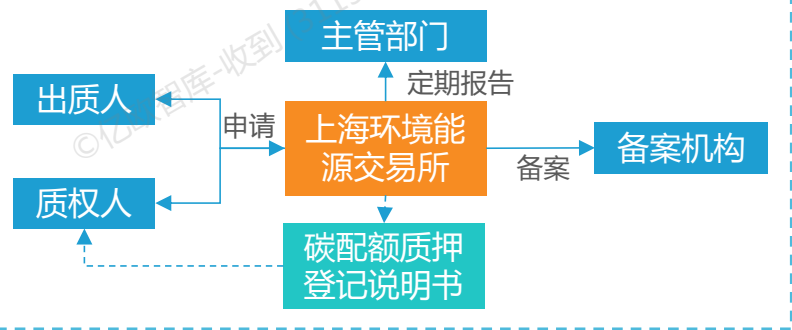 主管部门
定期报告
出质人
申请
上海环境能
源交易所
备案
备案机构
质权人
碳配额质押
登记说明书